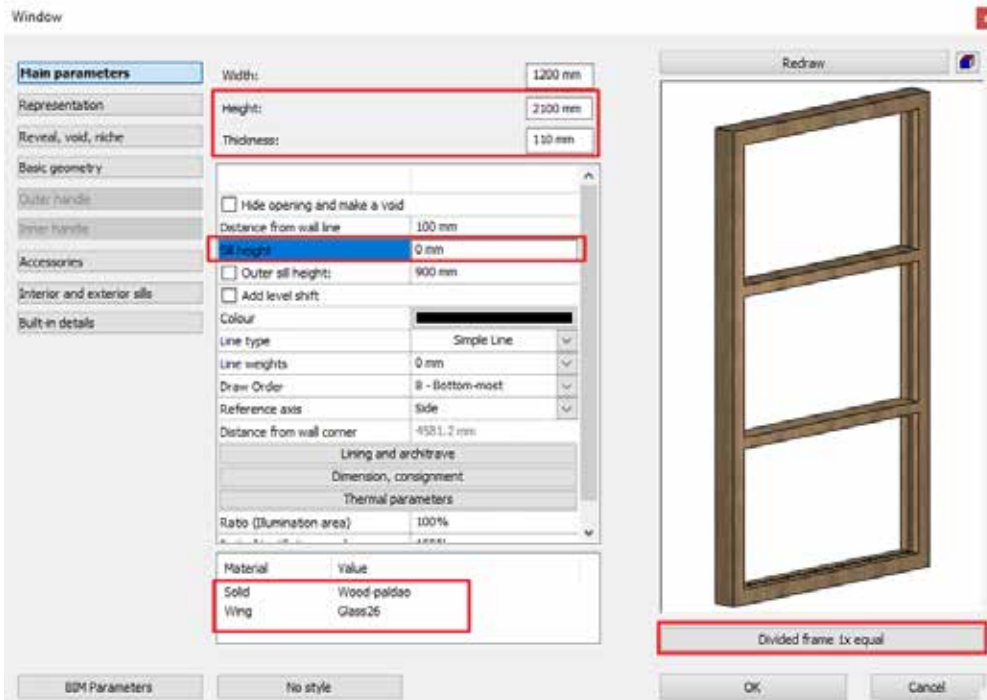 Window
Redraw
Main parameters
Representation
Reveal, void, niche
Basic geometry
Outer handle
Inner handle
Accessories
Interior and exterior sills
Built-in details
Width: 1200 mm
Height: 2100 mm
Thickness: 110 mm
Hide opening and make a void
Distance from wall line 100 mm
Sill height 0 mm
Outer sill height: 900 mm
Add level shift
Colour
Line type Simple Line
Line weights 0 mm
Draw Order 8 - Bottom-most
Reference axis Side
Distance from wall corner 4581.2 mm
Lining and architrave
Dimension, consignment
Thermal parameters
Ratio (Illumination area) 100%
Material Value
Solid Wood-paldao
Wing Glass26
Divided frame 1x equal
BIM Parameters
No style
OK
Cancel